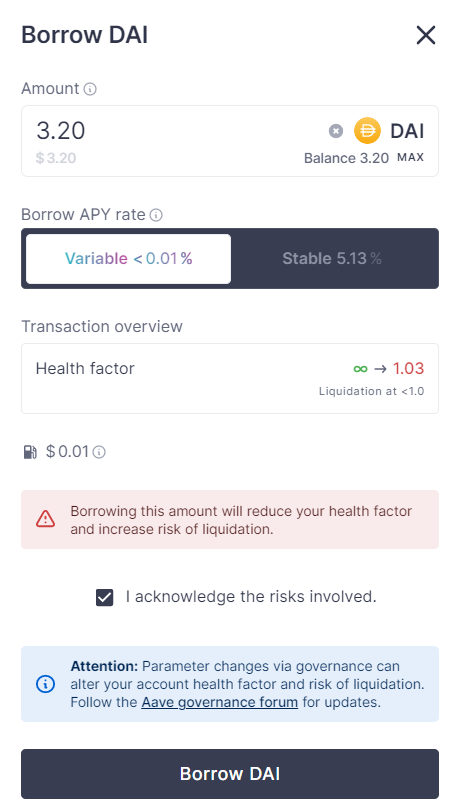 Borrow DAI
Amount
3.20 DAI
$ 3.20 Balance 3.20 MAX
Borrow APY rate
Variable < 0.01 % Stable 5.13 %
Transaction overview
Health factor ∞ → 1.03
Liquidation at <1.0
$ 0.01
Borrowing this amount will reduce your health factor
and increase risk of liquidation.
I acknowledge the risks involved.
Attention: Parameter changes via governance can
alter your account health factor and risk of liquidation.
Follow the Aave governance forum for updates.
Borrow DAI